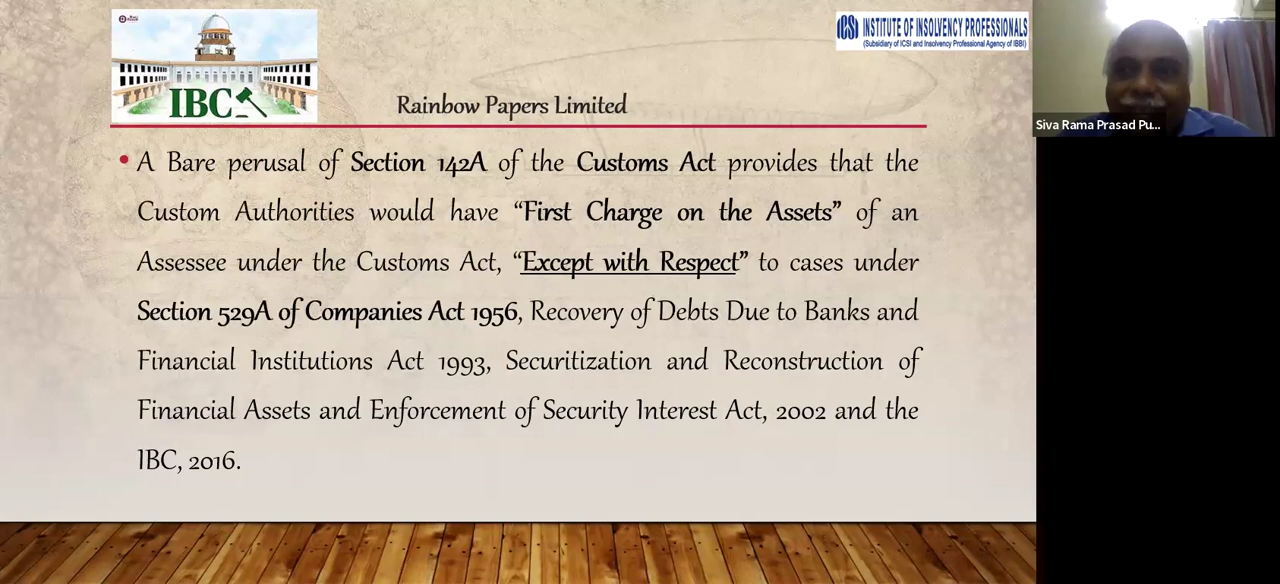 IBC
ICSI INSTITUTE OF INSOLVENCY PROFESSIONALS
(Subsidiary of ICSI and Insolvency Professional Agency of IBBI)
Rainbow Papers Limited
• A Bare perusal of Section 142A of the Customs Act provides that the
Custom Authorities would have “First Charge on the Assets” of an
Assessee under the Customs Act, “Except with Respect” to cases under
Section 529A of Companies Act 1956, Recovery of Debts Due to Banks and
Financial Institutions Act 1993, Securitization and Reconstruction of
Financial Assets and Enforcement of Security Interest Act, 2002 and the
IBC, 2016.
Siva Rama Prasad Pu...